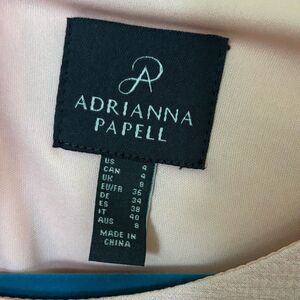 AP
ADRIANNA
PAPELL
US 4
CAN 4
UK 8
EU/FR 36
DE 34
ES 38
IT 40
AUS 8
MADE IN
CHINA